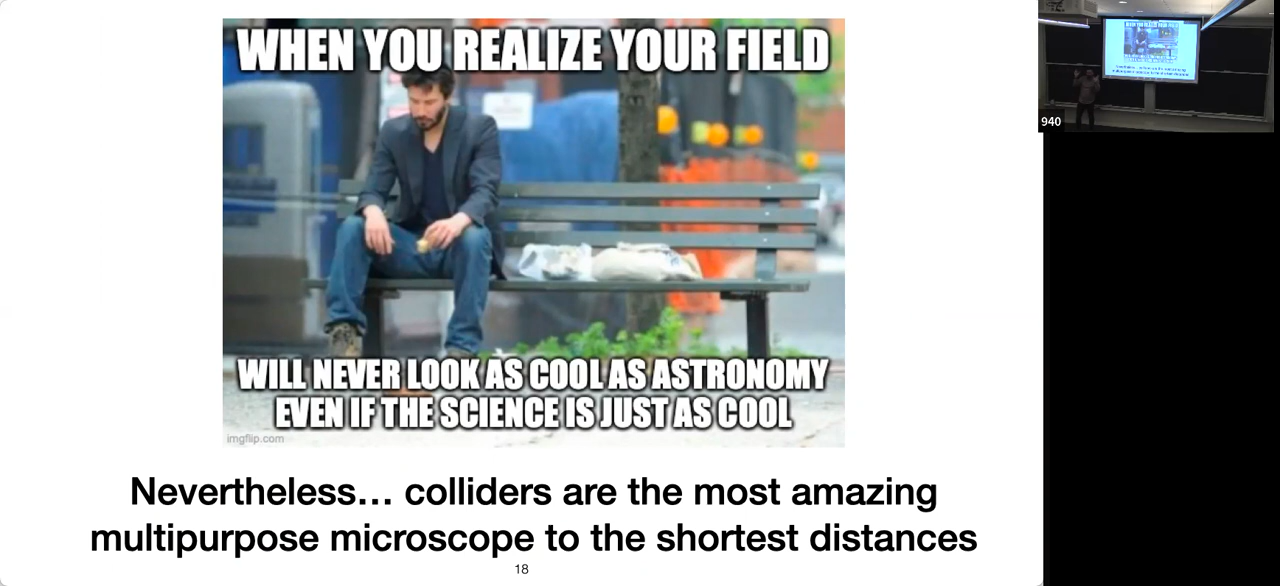 WHEN YOU REALIZE YOUR FIELD
WILL NEVER LOOK AS COOL AS ASTRONOMY
EVEN IF THE SCIENCE IS JUST AS COOL
imgflip.com
Nevertheless... colliders are the most amazing
multipurpose microscope to the shortest distances
18
940